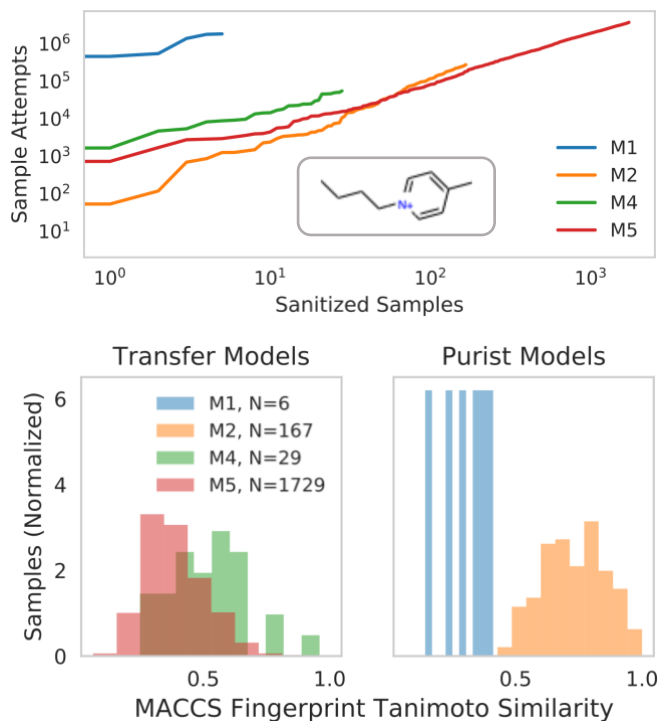 Sample Attempts
10⁶
10⁵
10⁴
10³
10²
10¹
N+
M1
M2
M4
M5
10⁰
10¹
10²
10³
Sanitized Samples
Transfer Models
Purist Models
Samples (Normalized)
6
4
2
0
M1, N=6
M2, N=167
M4, N=29
M5, N=1729
0.5
1.0
0.5
1.0
MACCS Fingerprint Tanimoto Similarity